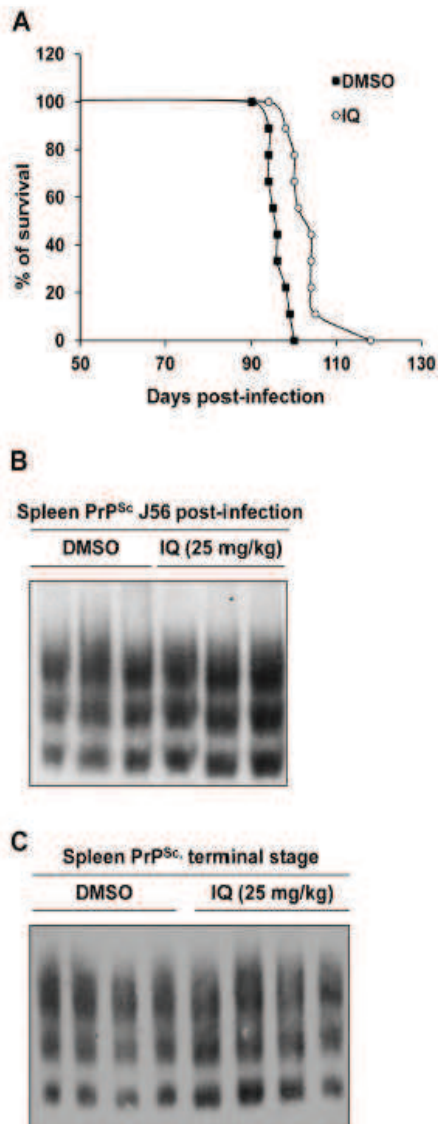 A
120
100
80
60
40
20
0
% of survival
DMSO
IQ
50 70 90 110 130
Days post-infection
B
Spleen PrPSc J56 post-infection
DMSO IQ (25 mg/kg)
C
Spleen PrPSc, terminal stage
DMSO IQ (25 mg/kg)